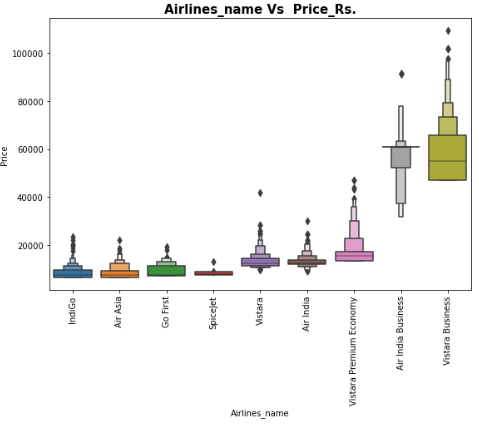 Airlines_name Vs Price_Rs.
Price
100000
80000
60000
40000
20000
IndiGo
Air Asia
Go First
SpiceJet
Vistara
Air India
Vistara Premium Economy
Air India Business
Vistara Business
Airlines_name